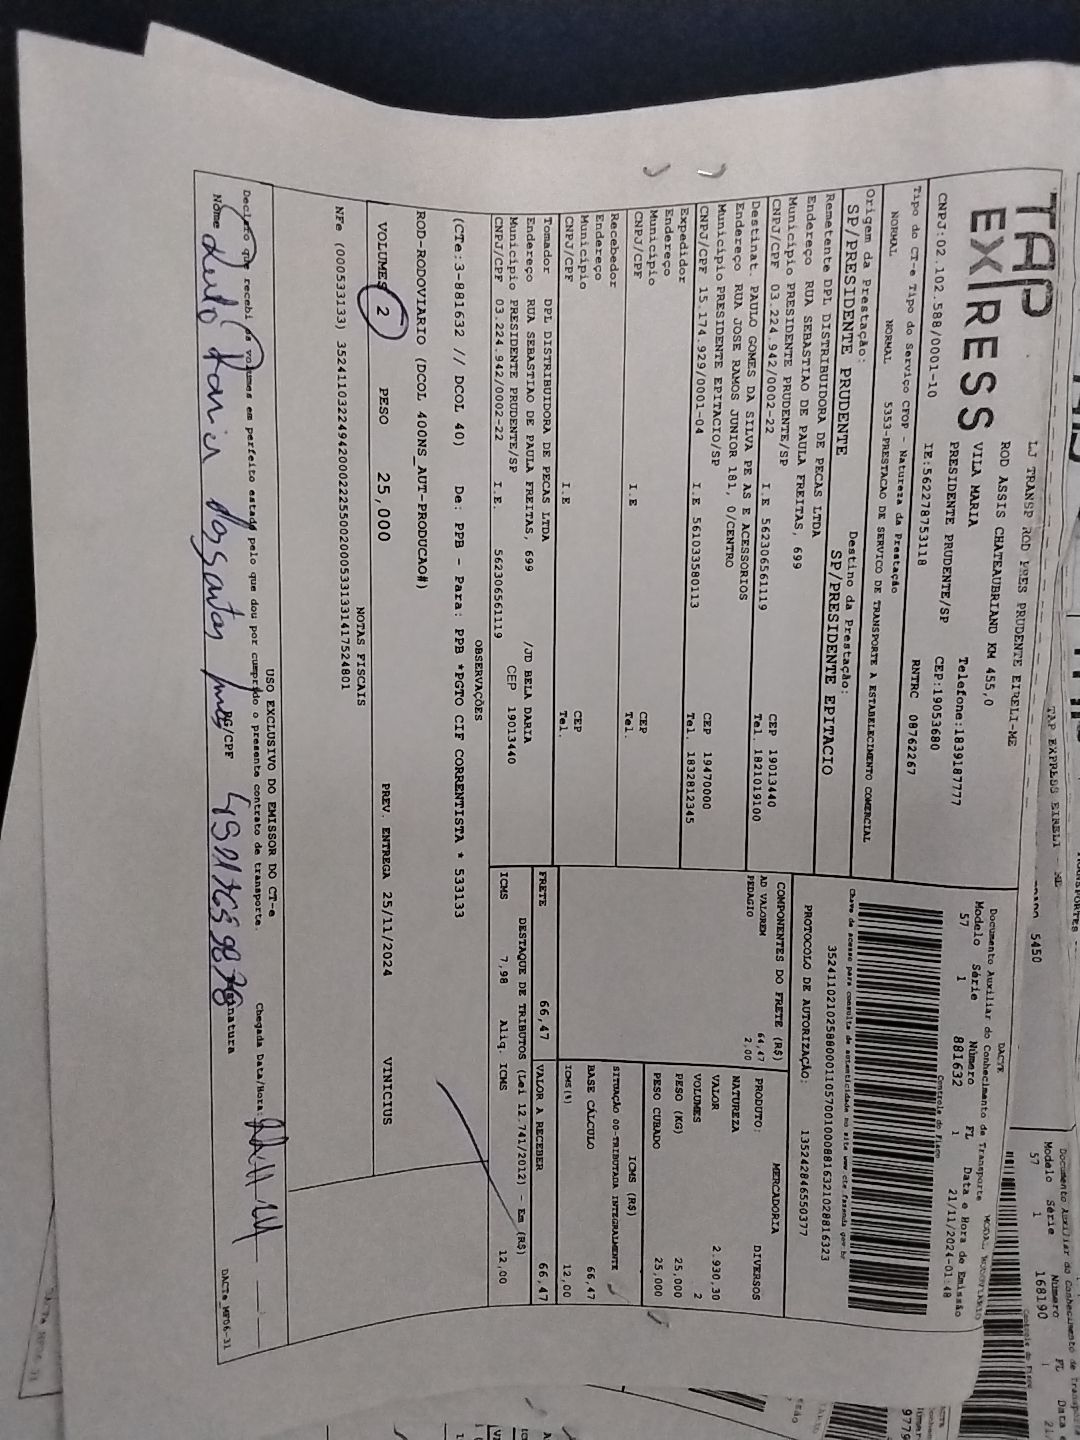 TAP
EXPRESS
LJ TRANSP ROD PRES PRUDENTE EIRELI-ME
ROD ASSIS CHATEAUBRIAND KM 455,0
VILA MARIA
PRESIDENTE PRUDENTE/SP
Telefone:1839187777
CEP:19053680
CNPJ:02.102.588/0001-10
IE:562278753118
RNTRC 08762267
Tipo do CT-e Tipo do Serviço CFOP - Natureza da Prestação
NORMAL NORMAL 5353-PRESTACAO DE SERVICO DE TRANSPORTE A ESTABELECIMENTO COMERCIAL
Origem da Prestação: Destino da Prestação:
SP/PRESIDENTE PRUDENTE SP/PRESIDENTE EPITACIO
Remetente DPL DISTRIBUIDORA DE PECAS LTDA
Endereço RUA SEBASTIAO DE PAULA FREITAS, 699
Município PRESIDENTE PRUDENTE/SP CEP 19013440
CNPJ/CPF 03.224.942/0002-22 I.E 562306561119 Tel. 1821019100
Destinat. PAULO GOMES DA SILVA PE AS E ACESSORIOS
Endereço RUA JOSE RAMOS JUNIOR 181, 0/CENTRO
Município PRESIDENTE EPITACIO/SP CEP 19470000
CNPJ/CPF 15.174.929/0001-04 I.E 561033580113 Tel. 1832812345
Expedidor
Endereço
Município CEP
CNPJ/CPF I.E Tel.
Recebedor
Endereço
Município CEP
CNPJ/CPF I.E Tel.
Tomador DPL DISTRIBUIDORA DE PECAS LTDA
Endereço RUA SEBASTIAO DE PAULA FREITAS, 699 /JD BELA DARIA
Município PRESIDENTE PRUDENTE/SP CEP 19013440
CNPJ/CPF 03.224.942/0002-22 I.E. 562306561119
DACTE
Documento Auxiliar do Conhecimento de Transporte
Modelo Série Número FL Data e Hora de Emissão
57 1 881632 1 21/11/2024-01:48
Controle do Fisco
Chave de acesso para consulta de autenticidade no site www.cte.fazenda.gov.br
35241102102588000110570010008816321028816323
PROTOCOLO DE AUTORIZAÇÃO: 135242846550377
COMPONENTES DO FRETE (R$)
AD VALOREM 64,47
PEDAGIO 2,00
MERCADORIA
PRODUTO: DIVERSOS
NATUREZA
VALOR 2.930,30
VOLUMES 2
PESO (KG) 25,000
PESO CUBADO 25,000
ICMS (R$)
SITUAÇÃO 00-TRIBUTADA INTEGRALMENTE
BASE CÁLCULO 66,47
ICMS(%) 12,00
FRETE 66,47 VALOR A RECEBER 66,47
DESTAQUE DE TRIBUTOS (Lei 12.741/2012) - Em (R$)
ICMS 7,98 Aliq. ICMS 12,00
OBSERVAÇÕES
(CTe:3-881632 // DCOL 40) De: PPB - Para: PPB *PGTO CIF CORRENTISTA * 533133
ROD-RODOVIARIO (DCOL 400NS_AUT-PRODUCAO#)
VOLUMES 2 PESO 25,000 PREV. ENTREGA 25/11/2024 VINICIUS
NOTAS FISCAIS
NFe (000533133) 35241103224942000222550020005331331417524801
USO EXCLUSIVO DO EMISSOR DO CT-e
Declaro que recebi os volumes em perfeito estado pelo que dou por cumprido o presente contrato de transporte.
Chegada Data/Hora:
Nome RG/CPF
DACTe_MP06-31
TAP EXPRESS EIRELI
5450
Modelo Série Número FL
57 1 168190 1